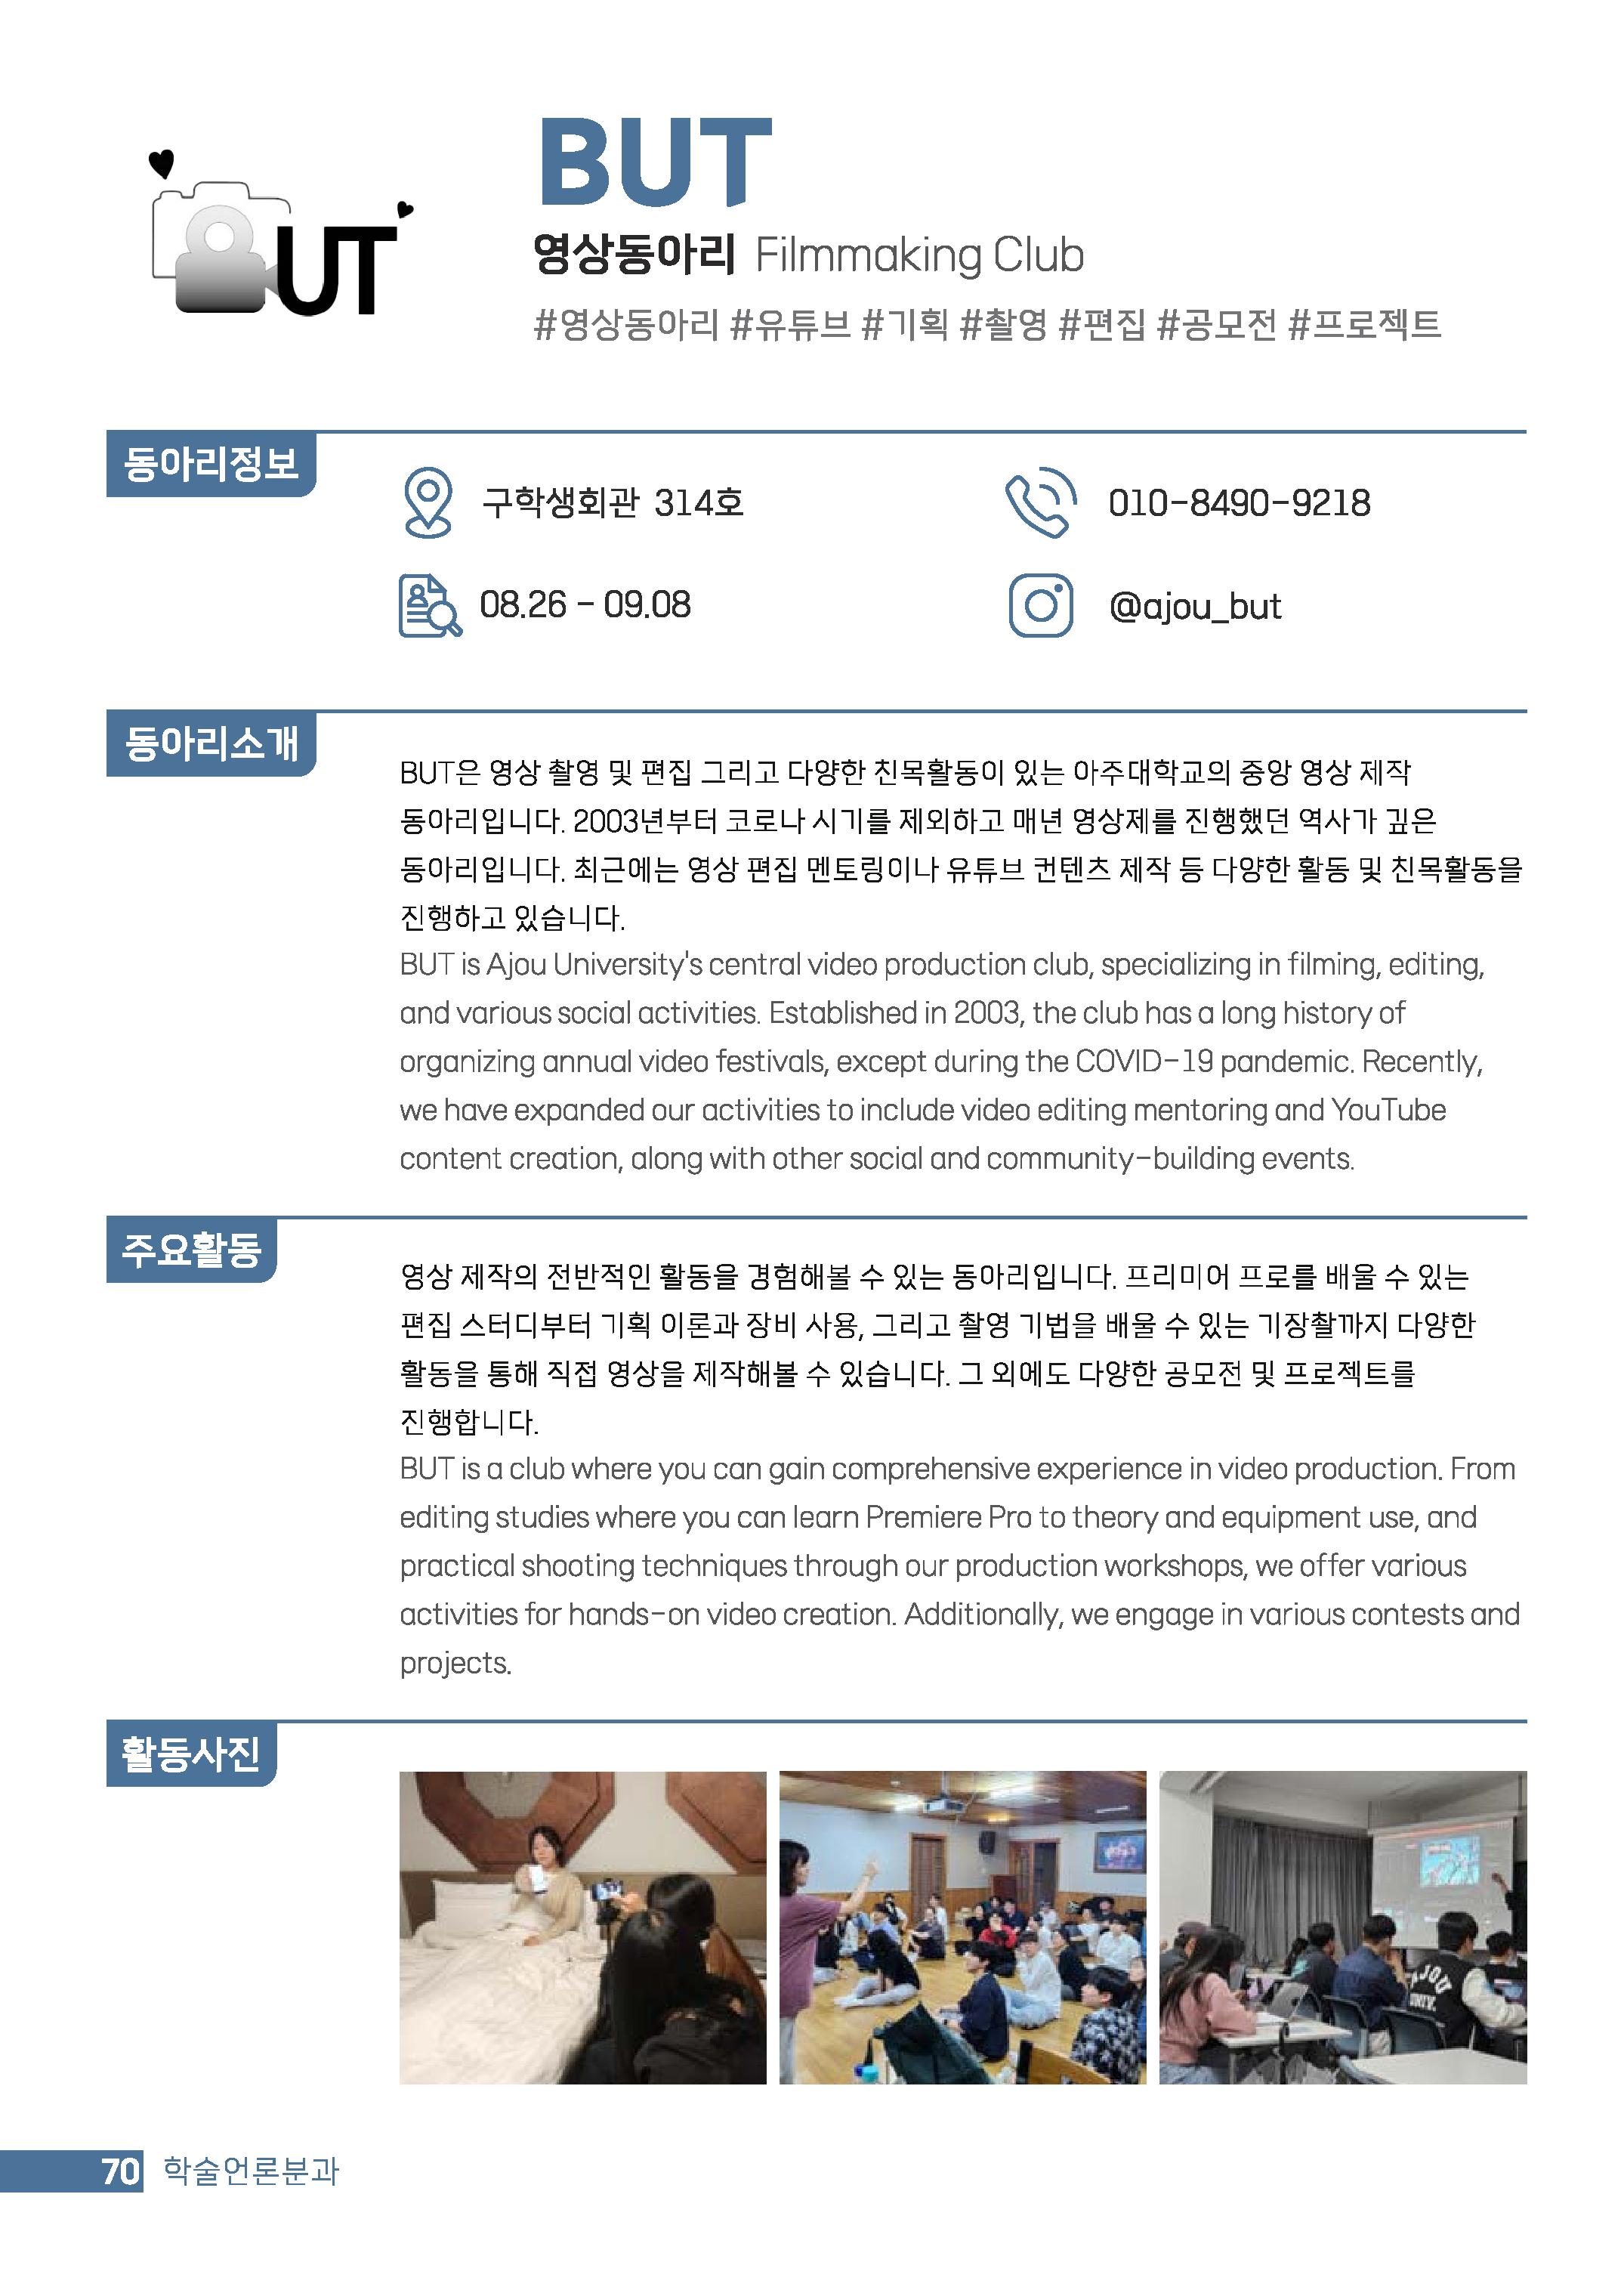 UT
BUT
영상동아리 Filmmaking Club
#영상동아리 #유튜브 #기획 #촬영 #편집 #공모전 #프로젝트
동아리정보
구학생회관 314호
010-8490-9218
08.26 - 09.08
@ajou_but
동아리소개
BUT은 영상 촬영 및 편집 그리고 다양한 친목활동이 있는 아주대학교의 중앙 영상 제작
동아리입니다. 2003년부터 코로나 시기를 제외하고 매년 영상제를 진행했던 역사가 깊은
동아리입니다. 최근에는 영상 편집 멘토링이나 유튜브 컨텐츠 제작 등 다양한 활동 및 친목활동을
진행하고 있습니다.
BUT is Ajou University's central video production club, specializing in filming, editing,
and various social activities. Established in 2003, the club has a long history of
organizing annual video festivals, except during the COVID-19 pandemic. Recently,
we have expanded our activities to include video editing mentoring and YouTube
content creation, along with other social and community-building events.
주요활동
영상 제작의 전반적인 활동을 경험해볼 수 있는 동아리입니다. 프리미어 프로를 배울 수 있는
편집 스터디부터 기획 이론과 장비 사용, 그리고 촬영 기법을 배울 수 있는 기장촬까지 다양한
활동을 통해 직접 영상을 제작해볼 수 있습니다. 그 외에도 다양한 공모전 및 프로젝트를
진행합니다.
BUT is a club where you can gain comprehensive experience in video production. From
editing studies where you can learn Premiere Pro to theory and equipment use, and
practical shooting techniques through our production workshops, we offer various
activities for hands-on video creation. Additionally, we engage in various contests and
projects.
활동사진
AJOU
UNIV.
70 학술언론분과